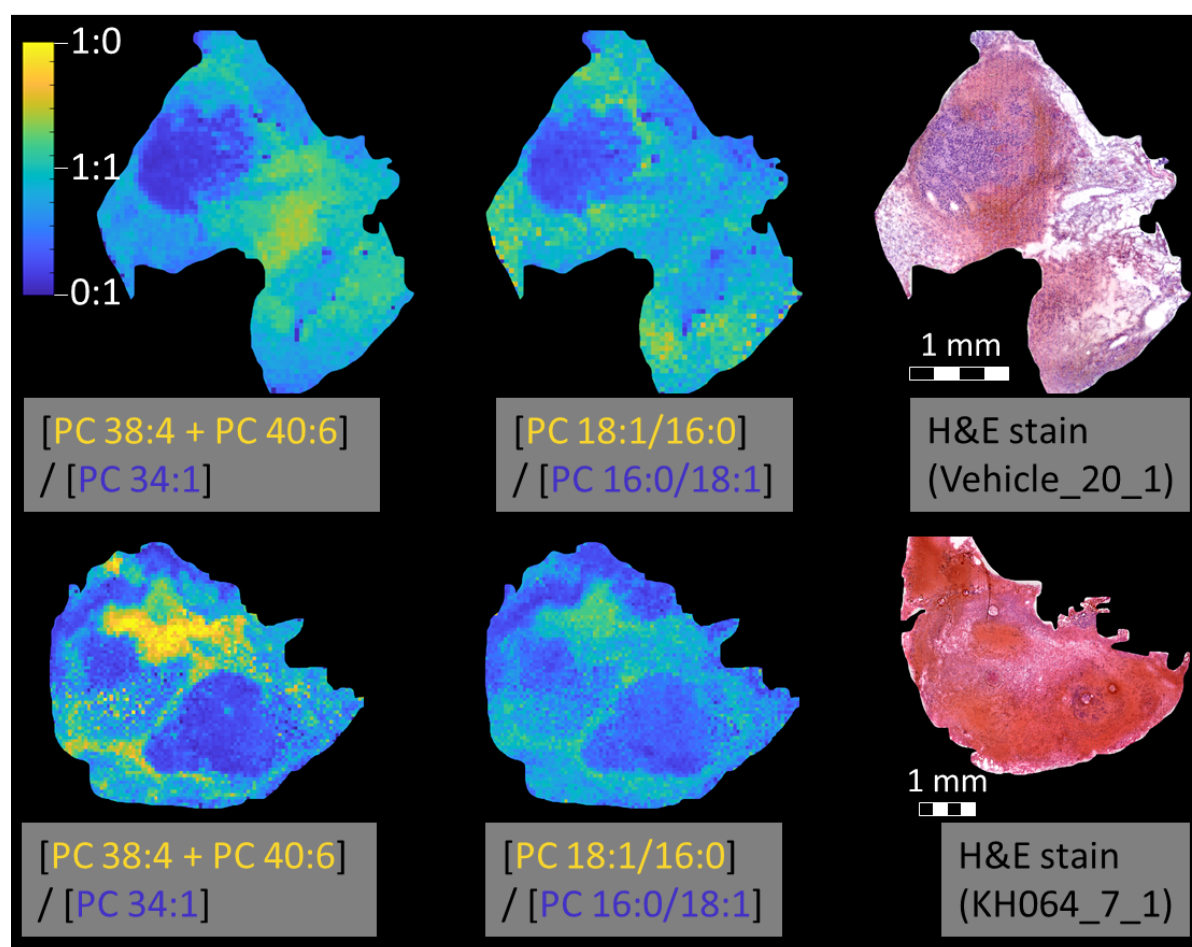 1:0
1:1
0:1
1 mm
[PC 38:4 + PC 40:6]
/ [PC 34:1]
[PC 18:1/16:0]
/ [PC 16:0/18:1]
H&E stain
(Vehicle_20_1)
1 mm
[PC 38:4 + PC 40:6]
/ [PC 34:1]
[PC 18:1/16:0]
/ [PC 16:0/18:1]
H&E stain
(KH064_7_1)